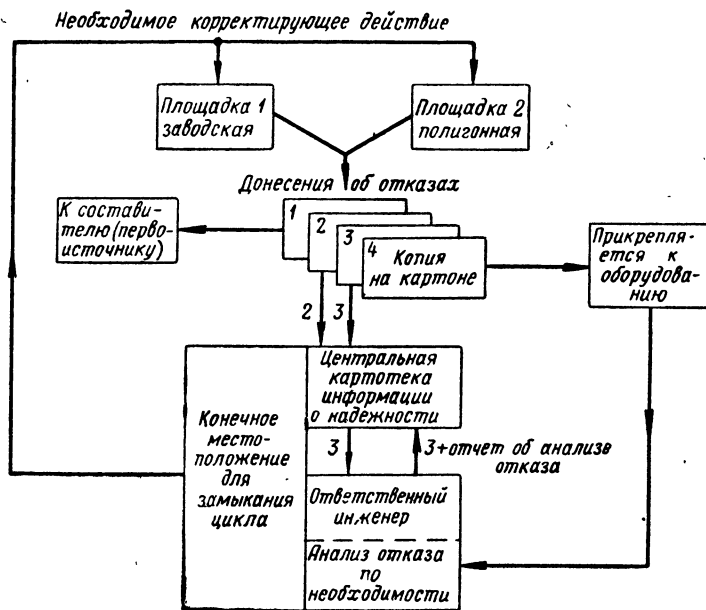 Необходимое корректирующее действие
Площадка 1
заводская
Площадка 2
полигонная
Донесения об отказах
К состави-
телю (перво-
источнику)
1
2
3
4
Копия
на картоне
Прикрепля-
ется к
оборудова-
нию
2
3
Центральная
картотека
информации
о надежности
Конечное
место-
положение
для
замыкания
цикла
3
3+отчет об анализе
отказа
Ответственный
инженер
Анализ отказа
по
необходимости